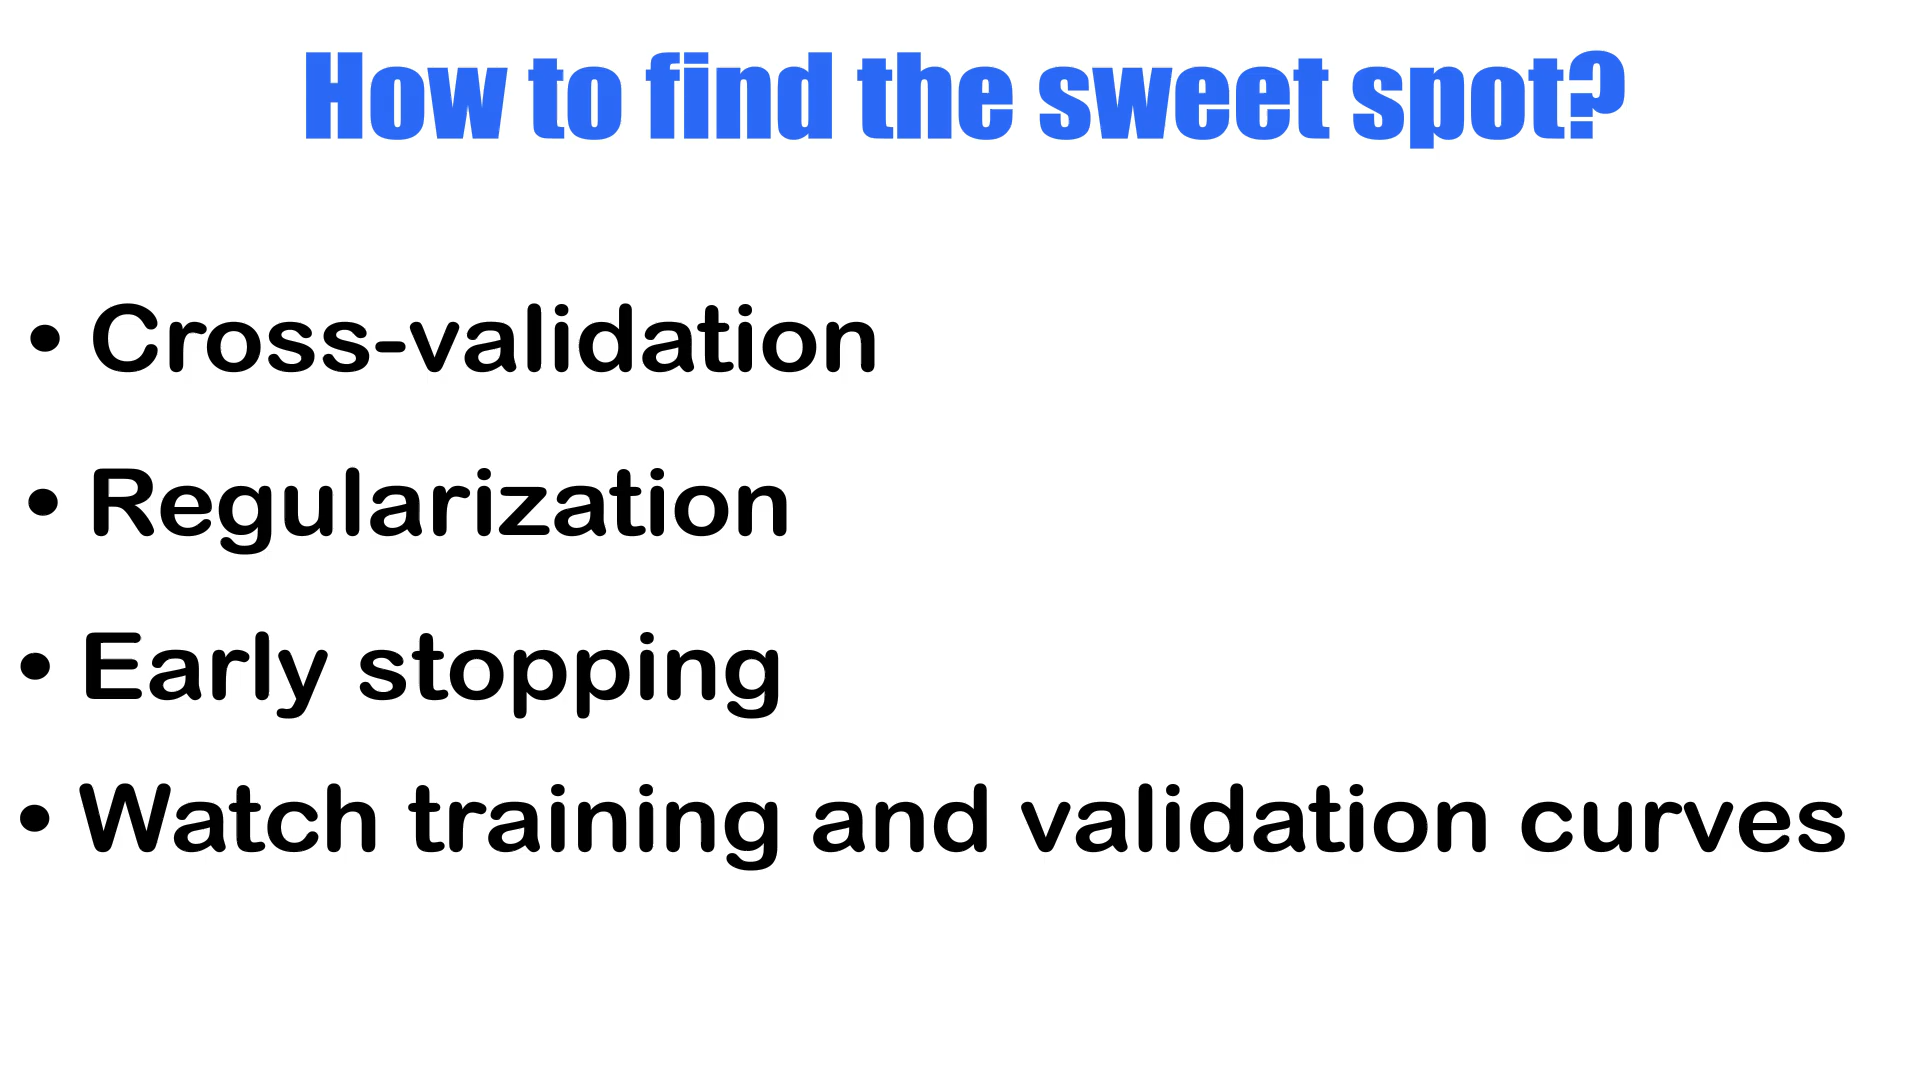 How to find the sweet spot?
• Cross-validation
• Regularization
• Early stopping
• Watch training and validation curves